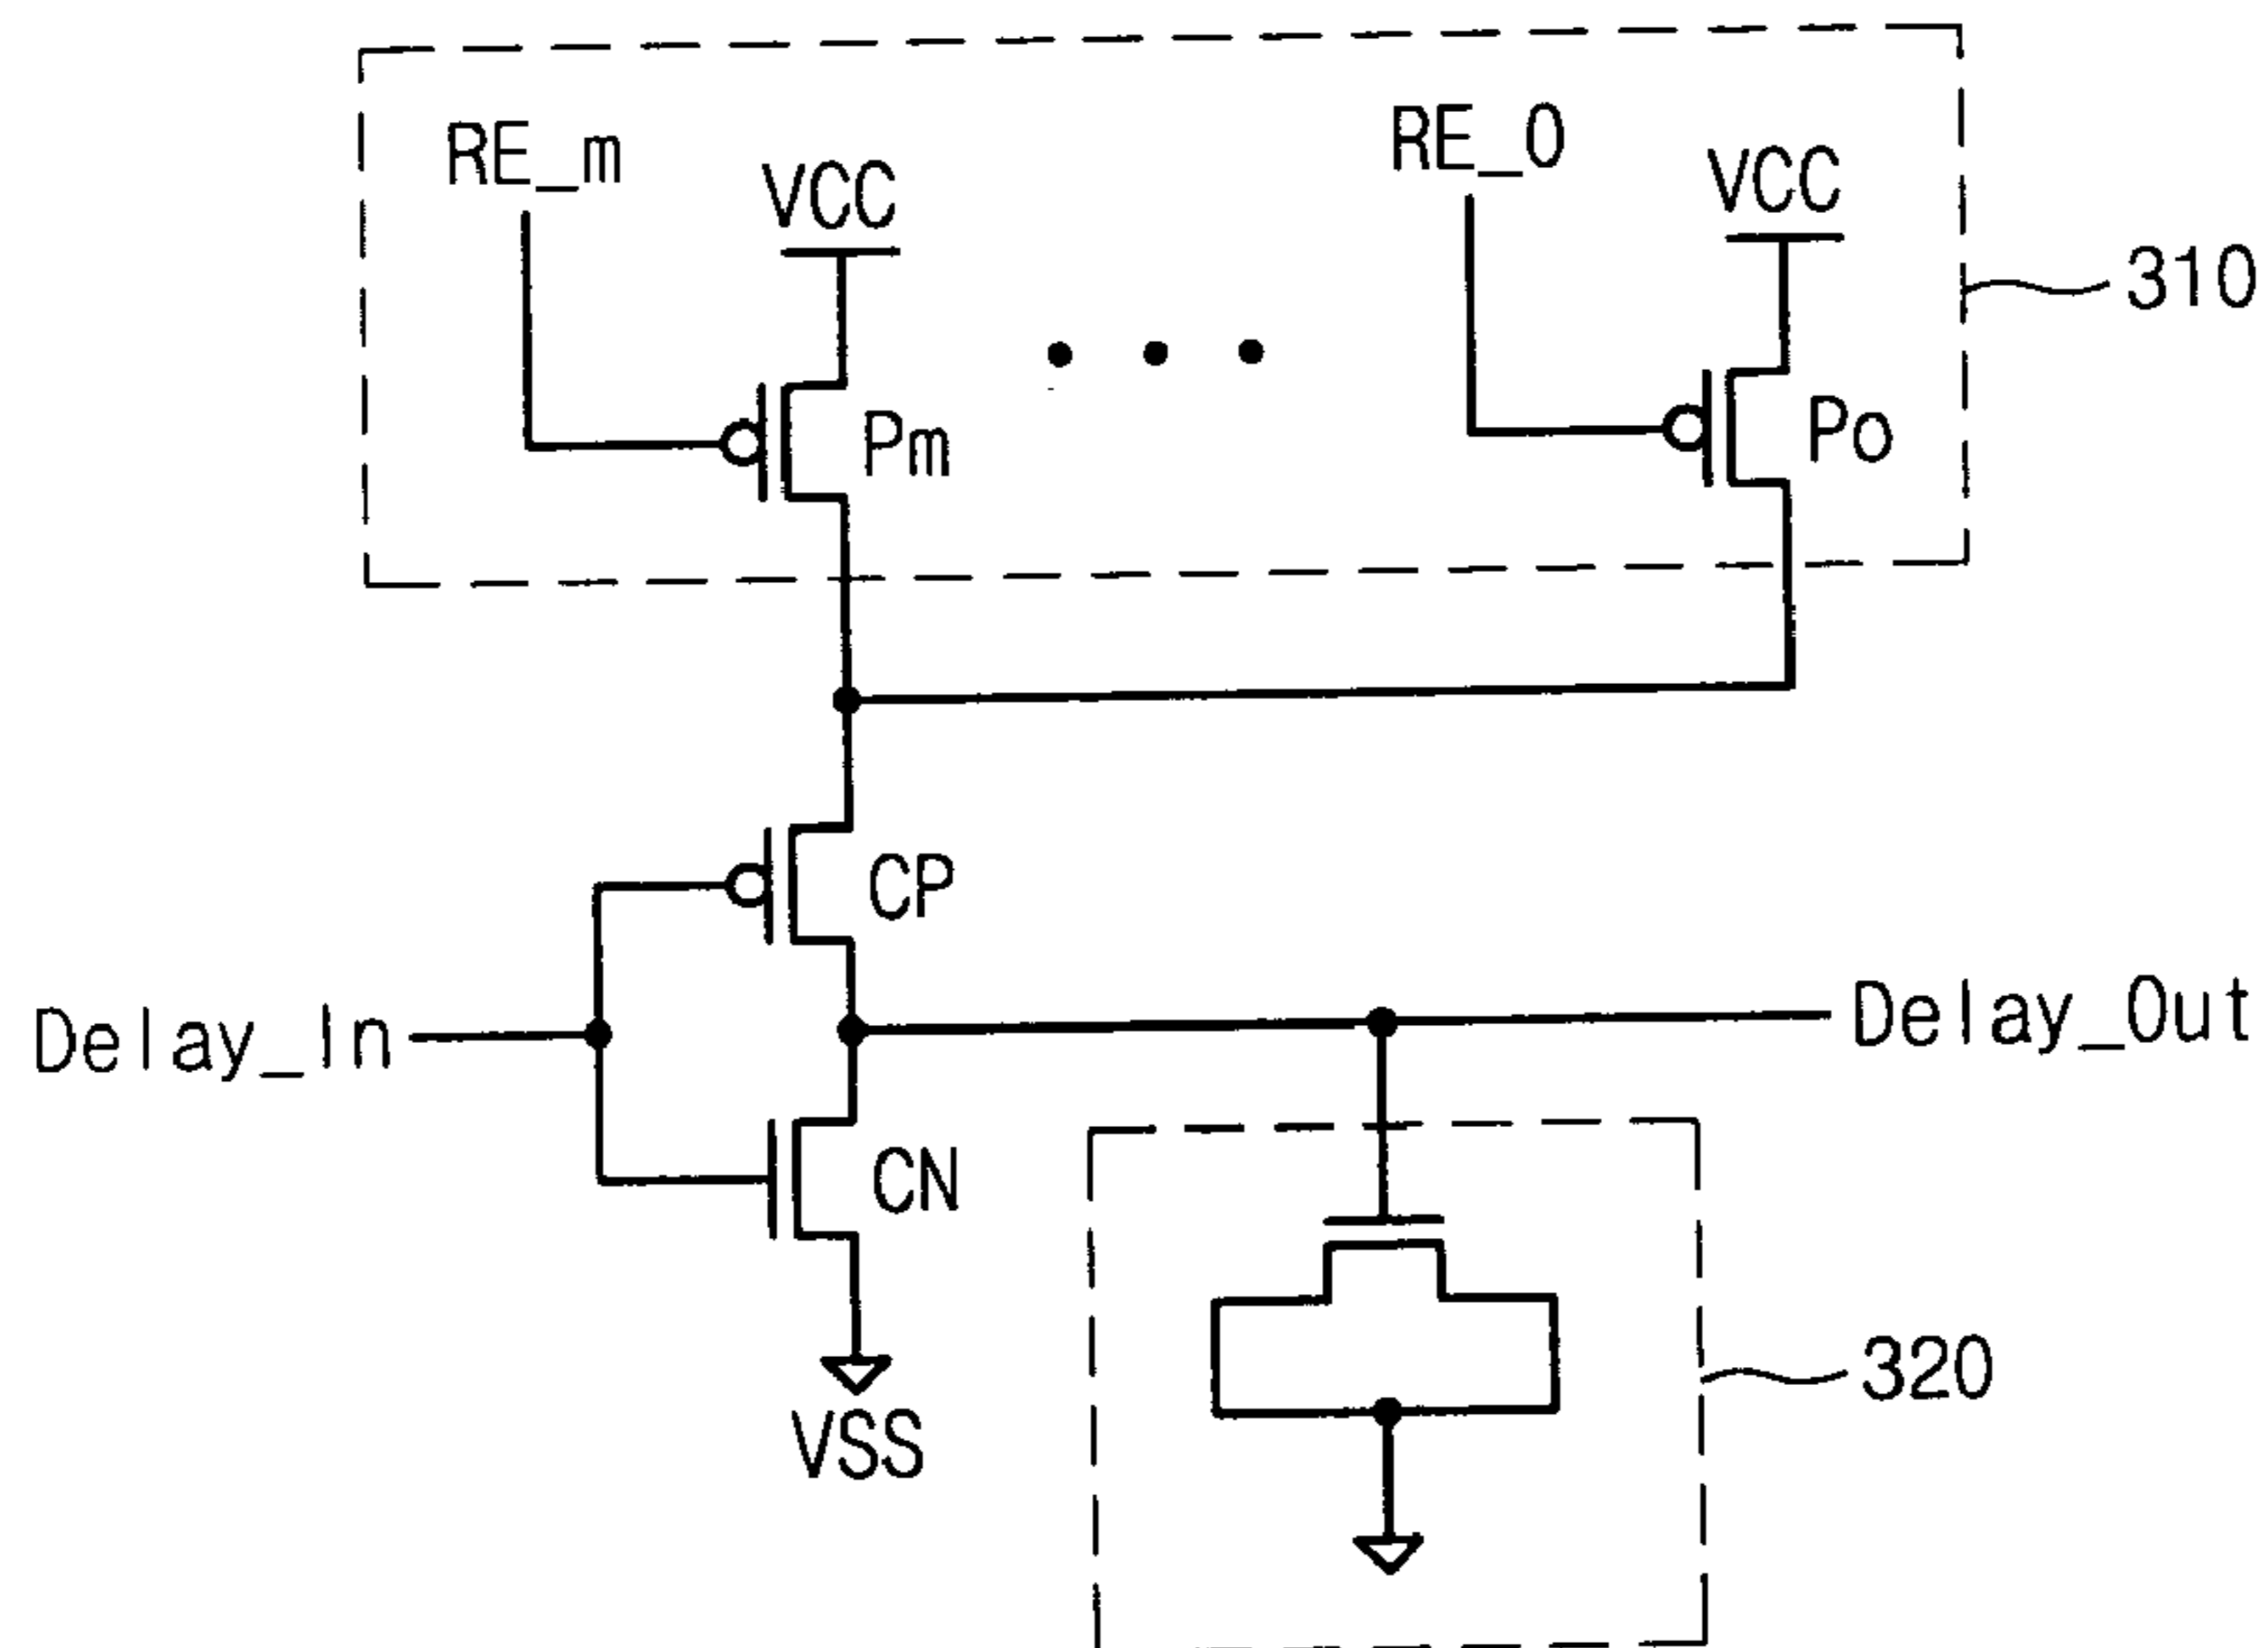 RE_m
VCC
RE_0
VCC
310
Pm
Po
CP
Delay_In
Delay_Out
CN
VSS
320